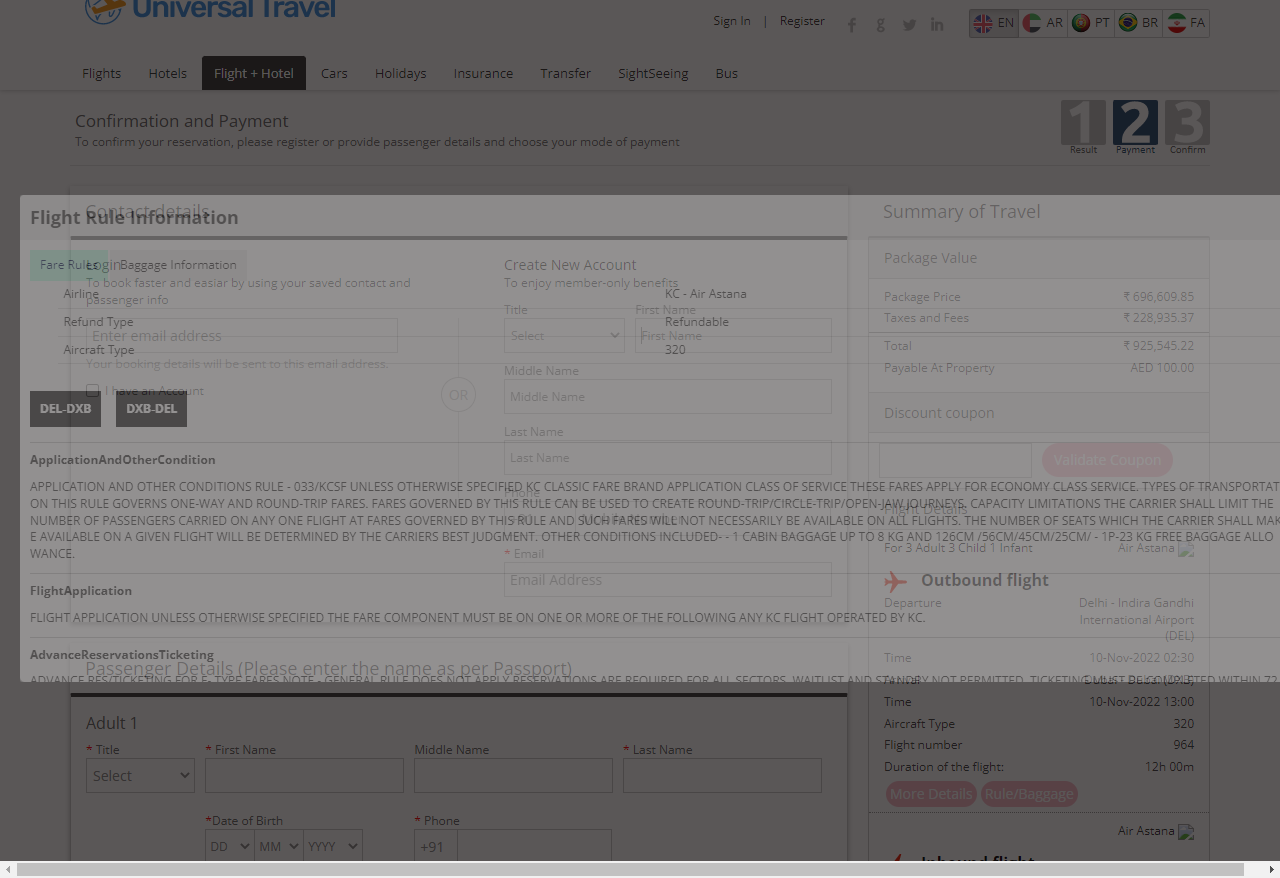 Universal Travel
Sign In | Register
EN AR PT BR FA
Flights Hotels Flight + Hotel Cars Holidays Insurance Transfer SightSeeing Bus
Confirmation and Payment
To confirm your reservation, please register or provide passenger details and choose your mode of payment
1 2 3
Result Payment Confirm
Contact details
Summary of Travel
Flight Rule Information
Package Value
Fare Rules Baggage Information
Login
Create New Account
To book faster and easiar by using your saved contact and
passenger info
To enjoy member-only benefits
Airline KC - Air Astana
Package Price ₹ 696,609.85
Title First Name
Taxes and Fees ₹ 228,935.37
Refund Type Refundable
Enter email address
Select First Name
Total ₹ 925,545.22
Aircraft Type 320
Your booking details will be sent to this email address.
Payable At Property AED 100.00
Middle Name
I have an Account
OR
Middle Name
DEL-DXB DXB-DEL
Discount coupon
Last Name
Last Name
Validate Coupon
ApplicationAndOtherCondition
APPLICATION AND OTHER CONDITIONS RULE - 033/KCSF UNLESS OTHERWISE SPECIFIED KC CLASSIC FARE BRAND APPLICATION CLASS OF SERVICE THESE FARES APPLY FOR ECONOMY CLASS SERVICE. TYPES OF TRANSPORTAT
Phone
ON THIS RULE GOVERNS ONE-WAY AND ROUND-TRIP FARES. FARES GOVERNED BY THIS RULE CAN BE USED TO CREATE ROUND-TRIP/CIRCLE-TRIP/OPEN-JAW JOURNEYS. CAPACITY LIMITATIONS THE CARRIER SHALL LIMIT THE
Flight Details
NUMBER OF PASSENGERS CARRIED ON ANY ONE FLIGHT AT FARES GOVERNED BY THIS RULE AND SUCH FARES WILL NOT NECESSARILY BE AVAILABLE ON ALL FLIGHTS. THE NUMBER OF SEATS WHICH THE CARRIER SHALL MAK
E AVAILABLE ON A GIVEN FLIGHT WILL BE DETERMINED BY THE CARRIERS BEST JUDGMENT. OTHER CONDITIONS INCLUDED- - 1 CABIN BAGGAGE UP TO 8 KG AND 126CM /56CM/45CM/25CM/ - 1P-23 KG FREE BAGGAGE ALLO
WANCE.
For 3 Adult 3 Child 1 Infant Air Astana
* Email
Email Address
Outbound flight
FlightApplication
Departure Delhi - Indira Gandhi
International Airport
(DEL)
FLIGHT APPLICATION UNLESS OTHERWISE SPECIFIED THE FARE COMPONENT MUST BE ON ONE OR MORE OF THE FOLLOWING ANY KC FLIGHT OPERATED BY KC.
AdvanceReservationsTicketing
Time 10-Nov-2022 02:30
Passenger Details (Please enter the name as per Passport)
ADVANCE RES/TICKETING FOR F- TYPE FARES NOTE - GENERAL RULE DOES NOT APPLY RESERVATIONS ARE REQUIRED FOR ALL SECTORS. WAITLIST AND STANDBY NOT PERMITTED. TICKETING MUST BE COMPLETED WITHIN 72
Arrival Dubai - Dubai (DXB)
Time 10-Nov-2022 13:00
Adult 1
Aircraft Type 320
* Title * First Name Middle Name * Last Name
Flight number 964
Select
Duration of the flight: 12h 00m
More Details Rule/Baggage
*Date of Birth * Phone
DD MM YYYY +91
Air Astana
Inbound flight